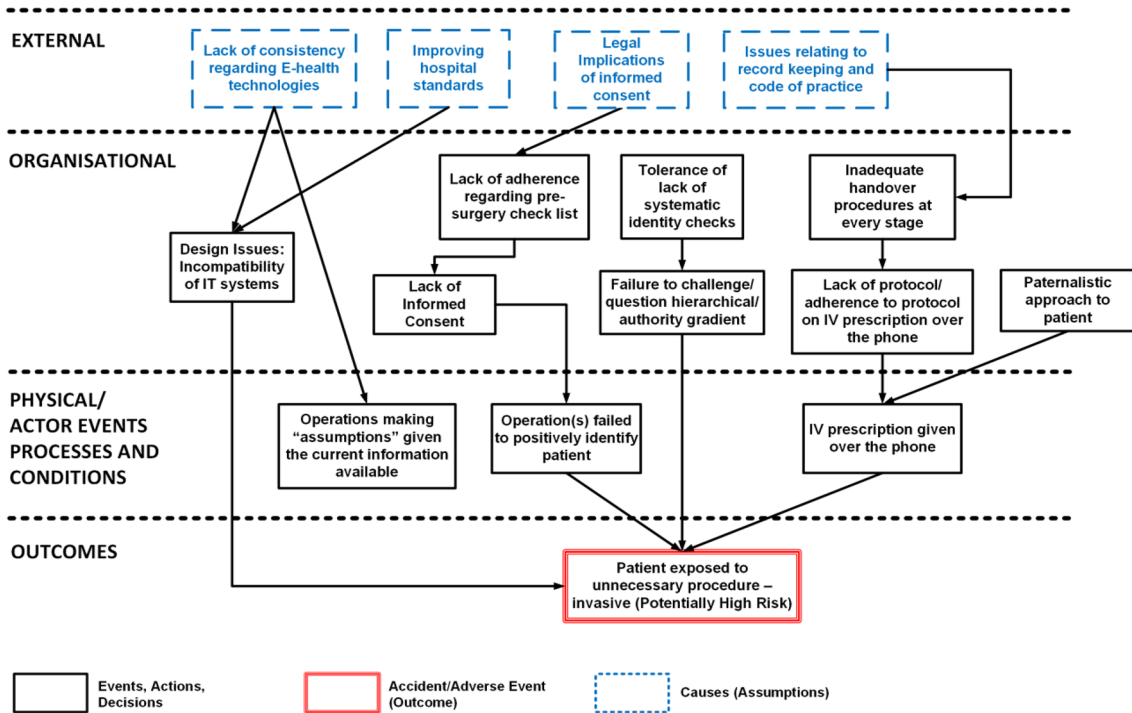 EXTERNAL
Lack of consistency
regarding E-health
technologies
Improving
hospital
standards
Legal
Implications
of informed
consent
Issues relating to
record keeping and
code of practice
ORGANISATIONAL
Lack of adherence
regarding pre-
surgery check list
Tolerance of
lack of
systematic
identity checks
Inadequate
handover
procedures at
every stage
Design Issues:
Incompatibility
of IT systems
Lack of
Informed
Consent
Failure to challenge/
question hierarchical/
authority gradient
Lack of protocol/
adherence to protocol
on IV prescription over
the phone
Paternalistic
approach to
patient
PHYSICAL/
ACTOR EVENTS
PROCESSES AND
CONDITIONS
Operations making
“assumptions” given
the current information
available
Operation(s) failed
to positively identify
patient
IV prescription given
over the phone
OUTCOMES
Patient exposed to
unnecessary procedure –
invasive (Potentially High Risk)
Events, Actions,
Decisions
Accident/Adverse Event
(Outcome)
Causes (Assumptions)